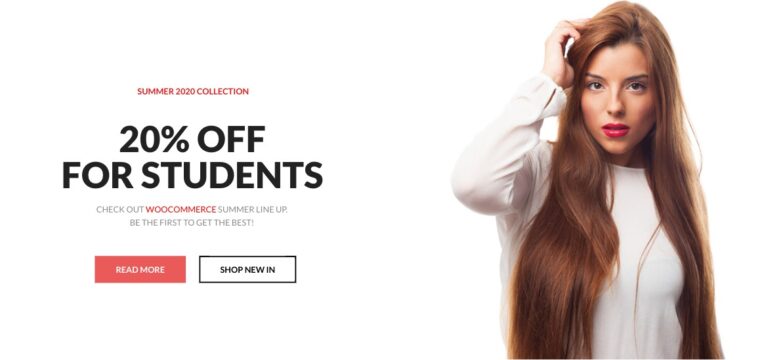 SUMMER 2020 COLLECTION
20% OFF
FOR STUDENTS
CHECK OUT WOOCOMMERCE SUMMER LINE UP.
BE THE FIRST TO GET THE BEST!
READ MORE
SHOP NEW IN